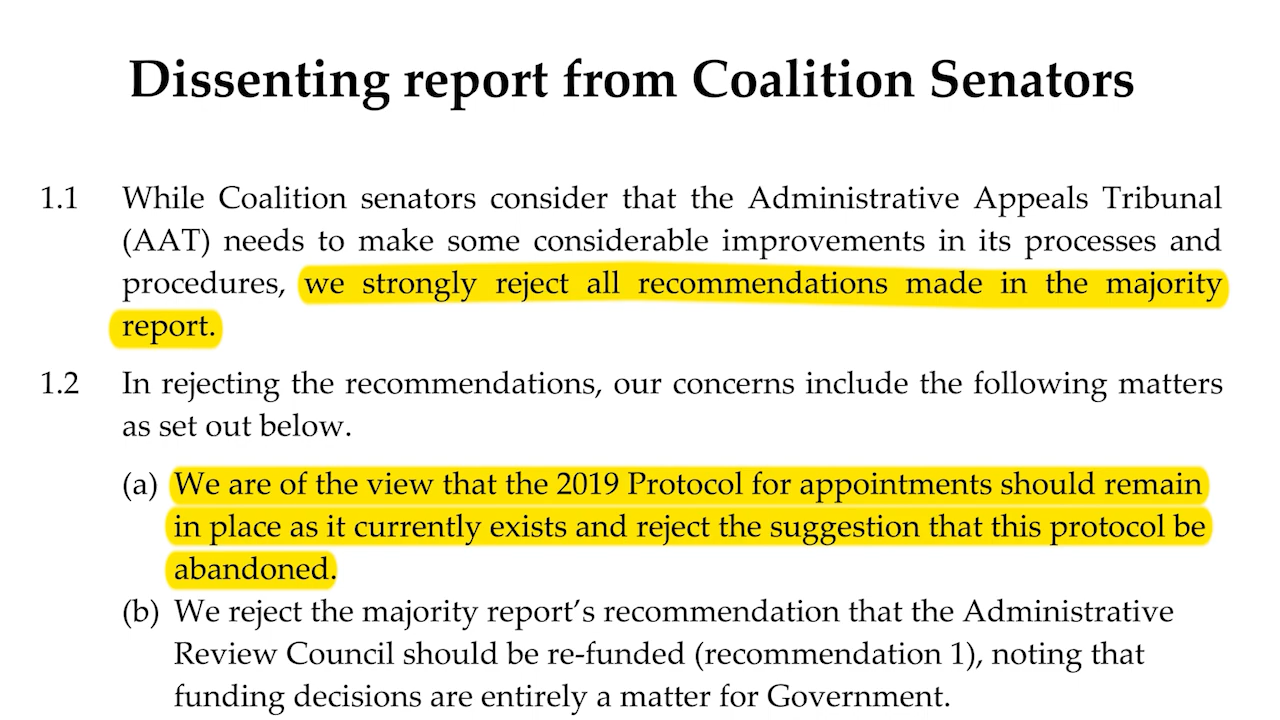 Dissenting report from Coalition Senators
1.1 While Coalition senators consider that the Administrative Appeals Tribunal
(AAT) needs to make some considerable improvements in its processes and
procedures, we strongly reject all recommendations made in the majority
report.
1.2 In rejecting the recommendations, our concerns include the following matters
as set out below.
(a) We are of the view that the 2019 Protocol for appointments should remain
in place as it currently exists and reject the suggestion that this protocol be
abandoned.
(b) We reject the majority report’s recommendation that the Administrative
Review Council should be re-funded (recommendation 1), noting that
funding decisions are entirely a matter for Government.